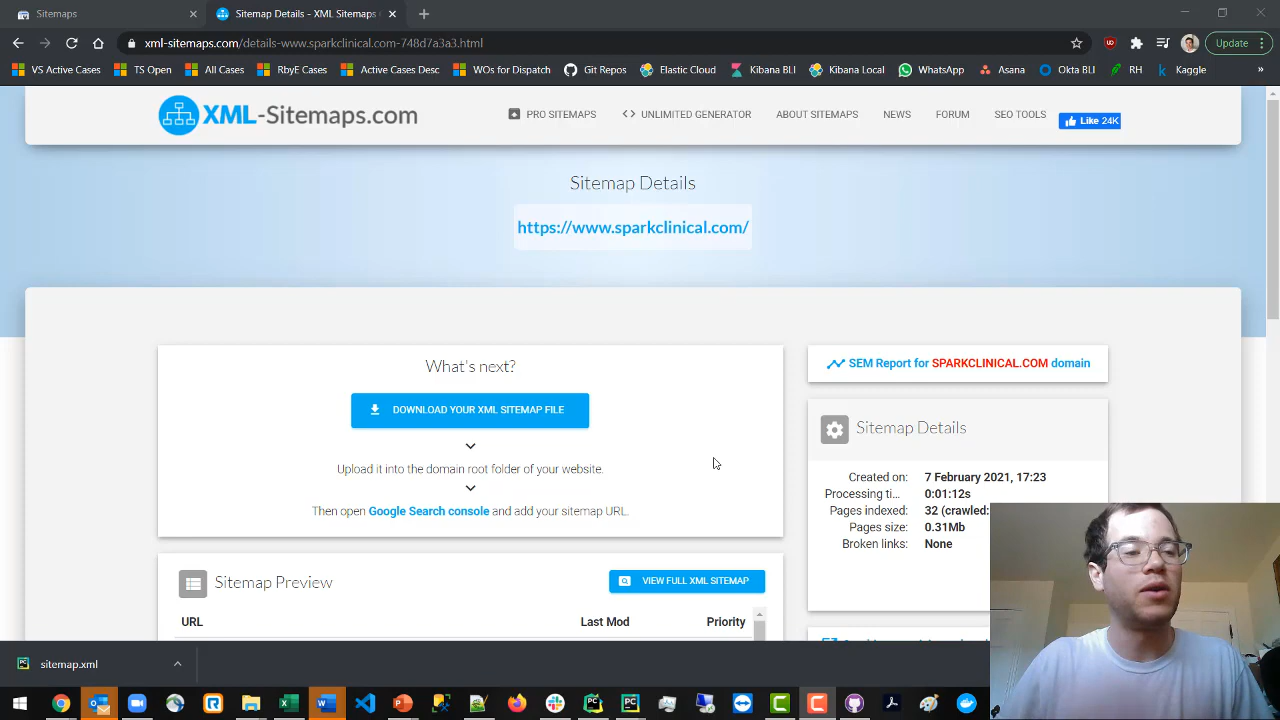 Sitemaps
Sitemap Details - XML Sitemaps
xml-sitemaps.com/details-www.sparkclinical.com-748d7a3a3.html
Update
VS Active Cases
TS Open
All Cases
RbyE Cases
Active Cases Desc
WOs for Dispatch
Git Repos
Elastic Cloud
Kibana BLI
Kibana Local
WhatsApp
Asana
Okta BLI
RH
Kaggle
»
XML-Sitemaps.com
PRO SITEMAPS
UNLIMITED GENERATOR
ABOUT SITEMAPS
NEWS
FORUM
SEO TOOLS
Like 24K
Sitemap Details
https://www.sparkclinical.com/
What's next?
DOWNLOAD YOUR XML SITEMAP FILE
Upload it into the domain root folder of your website.
Then open Google Search console and add your sitemap URL.
SEM Report for SPARKCLINICAL.COM domain
Sitemap Details
Created on: 7 February 2021, 17:23
Processing ti... 0:01:12s
Pages indexed: 32 (crawled:
Pages size: 0.31Mb
Broken links: None
Sitemap Preview
VIEW FULL XML SITEMAP
URL Last Mod Priority
sitemap.xml